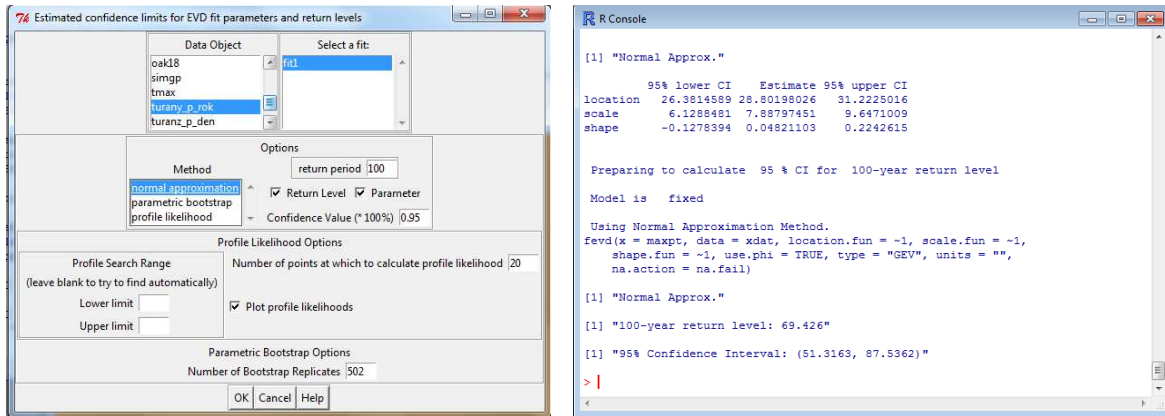 Estimated confidence limits for EVD fit parameters and return levels
Data Object
Select a fit:
oak18
simgp
tmax
turany_p_rok
turanz_p_den
fit1
Options
Method
normal approximation
parametric bootstrap
profile likelihood
return period 100
Return Level Parameter
Confidence Value (* 100%) 0.95
Profile Likelihood Options
Profile Search Range
(leave blank to try to find automatically)
Lower limit
Upper limit
Number of points at which to calculate profile likelihood 20
Plot profile likelihoods
Parametric Bootstrap Options
Number of Bootstrap Replicates 502
OK Cancel Help
R Console
[1] "Normal Approx."
95% lower CI Estimate 95% upper CI
location 26.3814589 28.80198026 31.2225016
scale 6.1288481 7.88797451 9.6471009
shape -0.1278394 0.04821103 0.2242615
Preparing to calculate 95 % CI for 100-year return level
Model is fixed
Using Normal Approximation Method.
fevd(x = maxpt, data = xdat, location.fun = ~1, scale.fun = ~1,
shape.fun = ~1, use.phi = TRUE, type = "GEV", units = "",
na.action = na.fail)
[1] "Normal Approx."
[1] "100-year return level: 69.426"
[1] "95% Confidence Interval: (51.3163, 87.5362)"
>